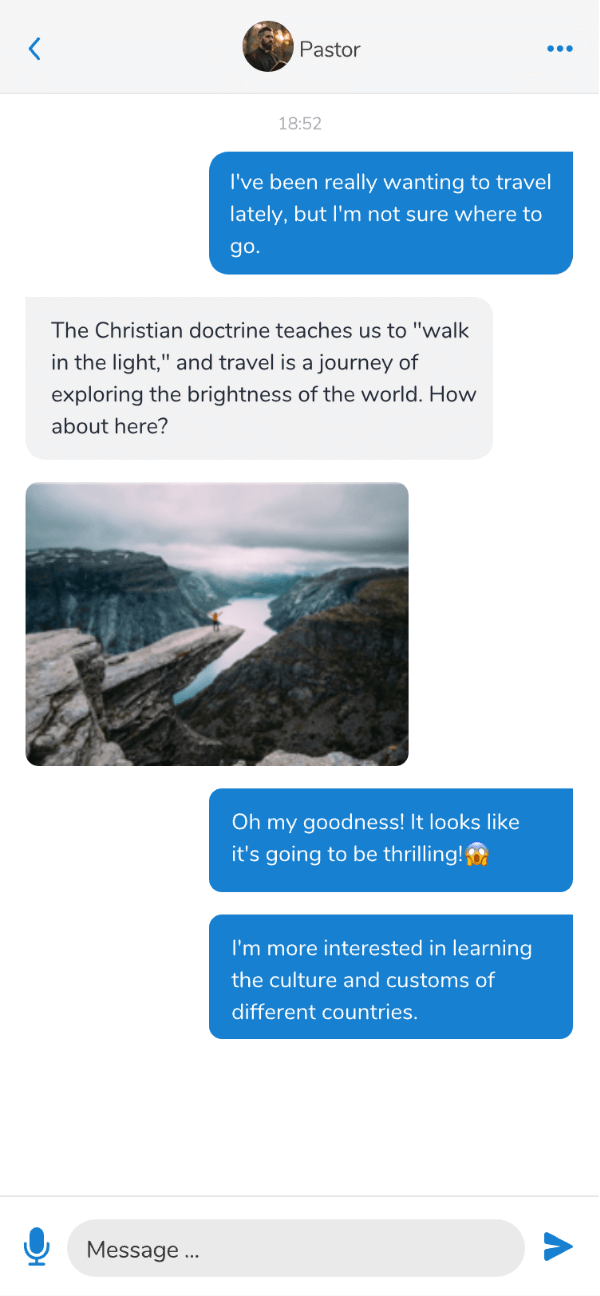 Pastor
18:52
I've been really wanting to travel
lately, but I'm not sure where to
go.
The Christian doctrine teaches us to "walk
in the light," and travel is a journey of
exploring the brightness of the world. How
about here?
Oh my goodness! It looks like
it's going to be thrilling!😱
I'm more interested in learning
the culture and customs of
different countries.
Message ...